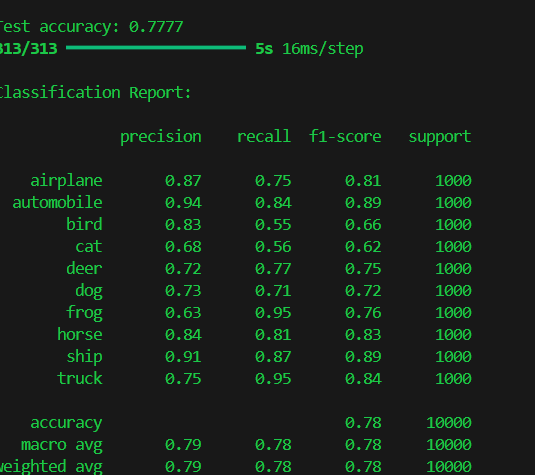 Test accuracy: 0.7777
313/313 ━━━━━━━━━━━━━━━━━━━━ 5s 16ms/step
Classification Report:
precision recall f1-score support
airplane 0.87 0.75 0.81 1000
automobile 0.94 0.84 0.89 1000
bird 0.83 0.55 0.66 1000
cat 0.68 0.56 0.62 1000
deer 0.72 0.77 0.75 1000
dog 0.73 0.71 0.72 1000
frog 0.63 0.95 0.76 1000
horse 0.84 0.81 0.83 1000
ship 0.91 0.87 0.89 1000
truck 0.75 0.95 0.84 1000
accuracy 0.78 10000
macro avg 0.79 0.78 0.78 10000
weighted avg 0.79 0.78 0.78 10000